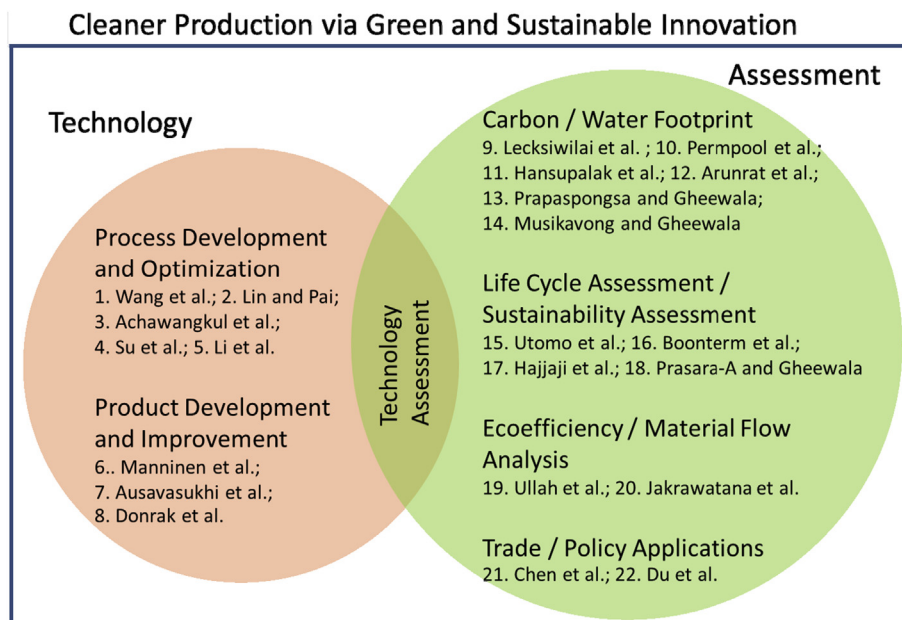 Cleaner Production via Green and Sustainable Innovation
Technology
Process Development
and Optimization
1. Wang et al.; 2. Lin and Pai;
3. Achawangkul et al.;
4. Su et al.; 5. Li et al.
Product Development
and Improvement
6.. Manninen et al.;
7. Ausavasukhi et al.;
8. Donrak et al.
Technology
Assessment
Assessment
Carbon / Water Footprint
9. Lecksiwilai et al. ; 10. Permpool et al.;
11. Hansupalak et al.; 12. Arunrat et al.;
13. Prapaspongsa and Gheewala;
14. Musikavong and Gheewala
Life Cycle Assessment /
Sustainability Assessment
15. Utomo et al.; 16. Boonterm et al.;
17. Hajjaji et al.; 18. Prasara-A and Gheewala
Ecoefficiency / Material Flow
Analysis
19. Ullah et al.; 20. Jakrawatana et al.
Trade / Policy Applications
21. Chen et al.; 22. Du et al.